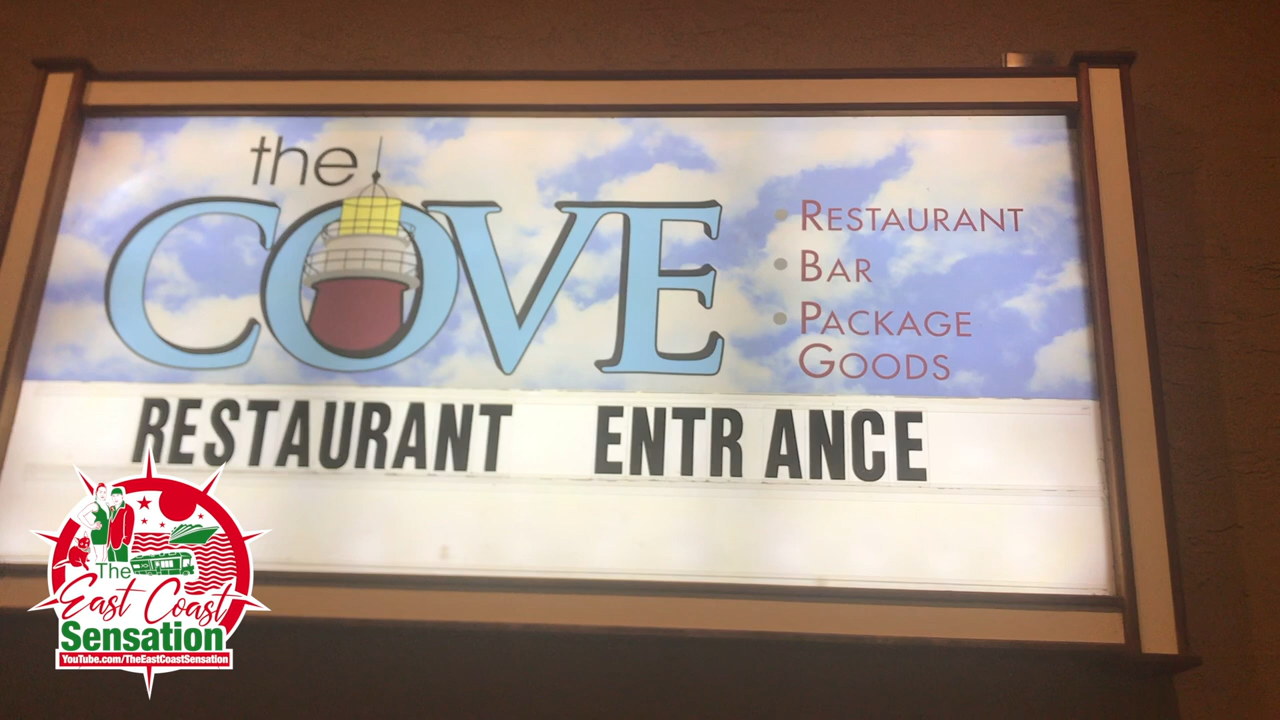 the
COVE
• RESTAURANT
• BAR
• PACKAGE
GOODS
RESTAURANT ENTR ANCE
The
East Coast
Sensation
YouTube.com/TheEastCoastSensation